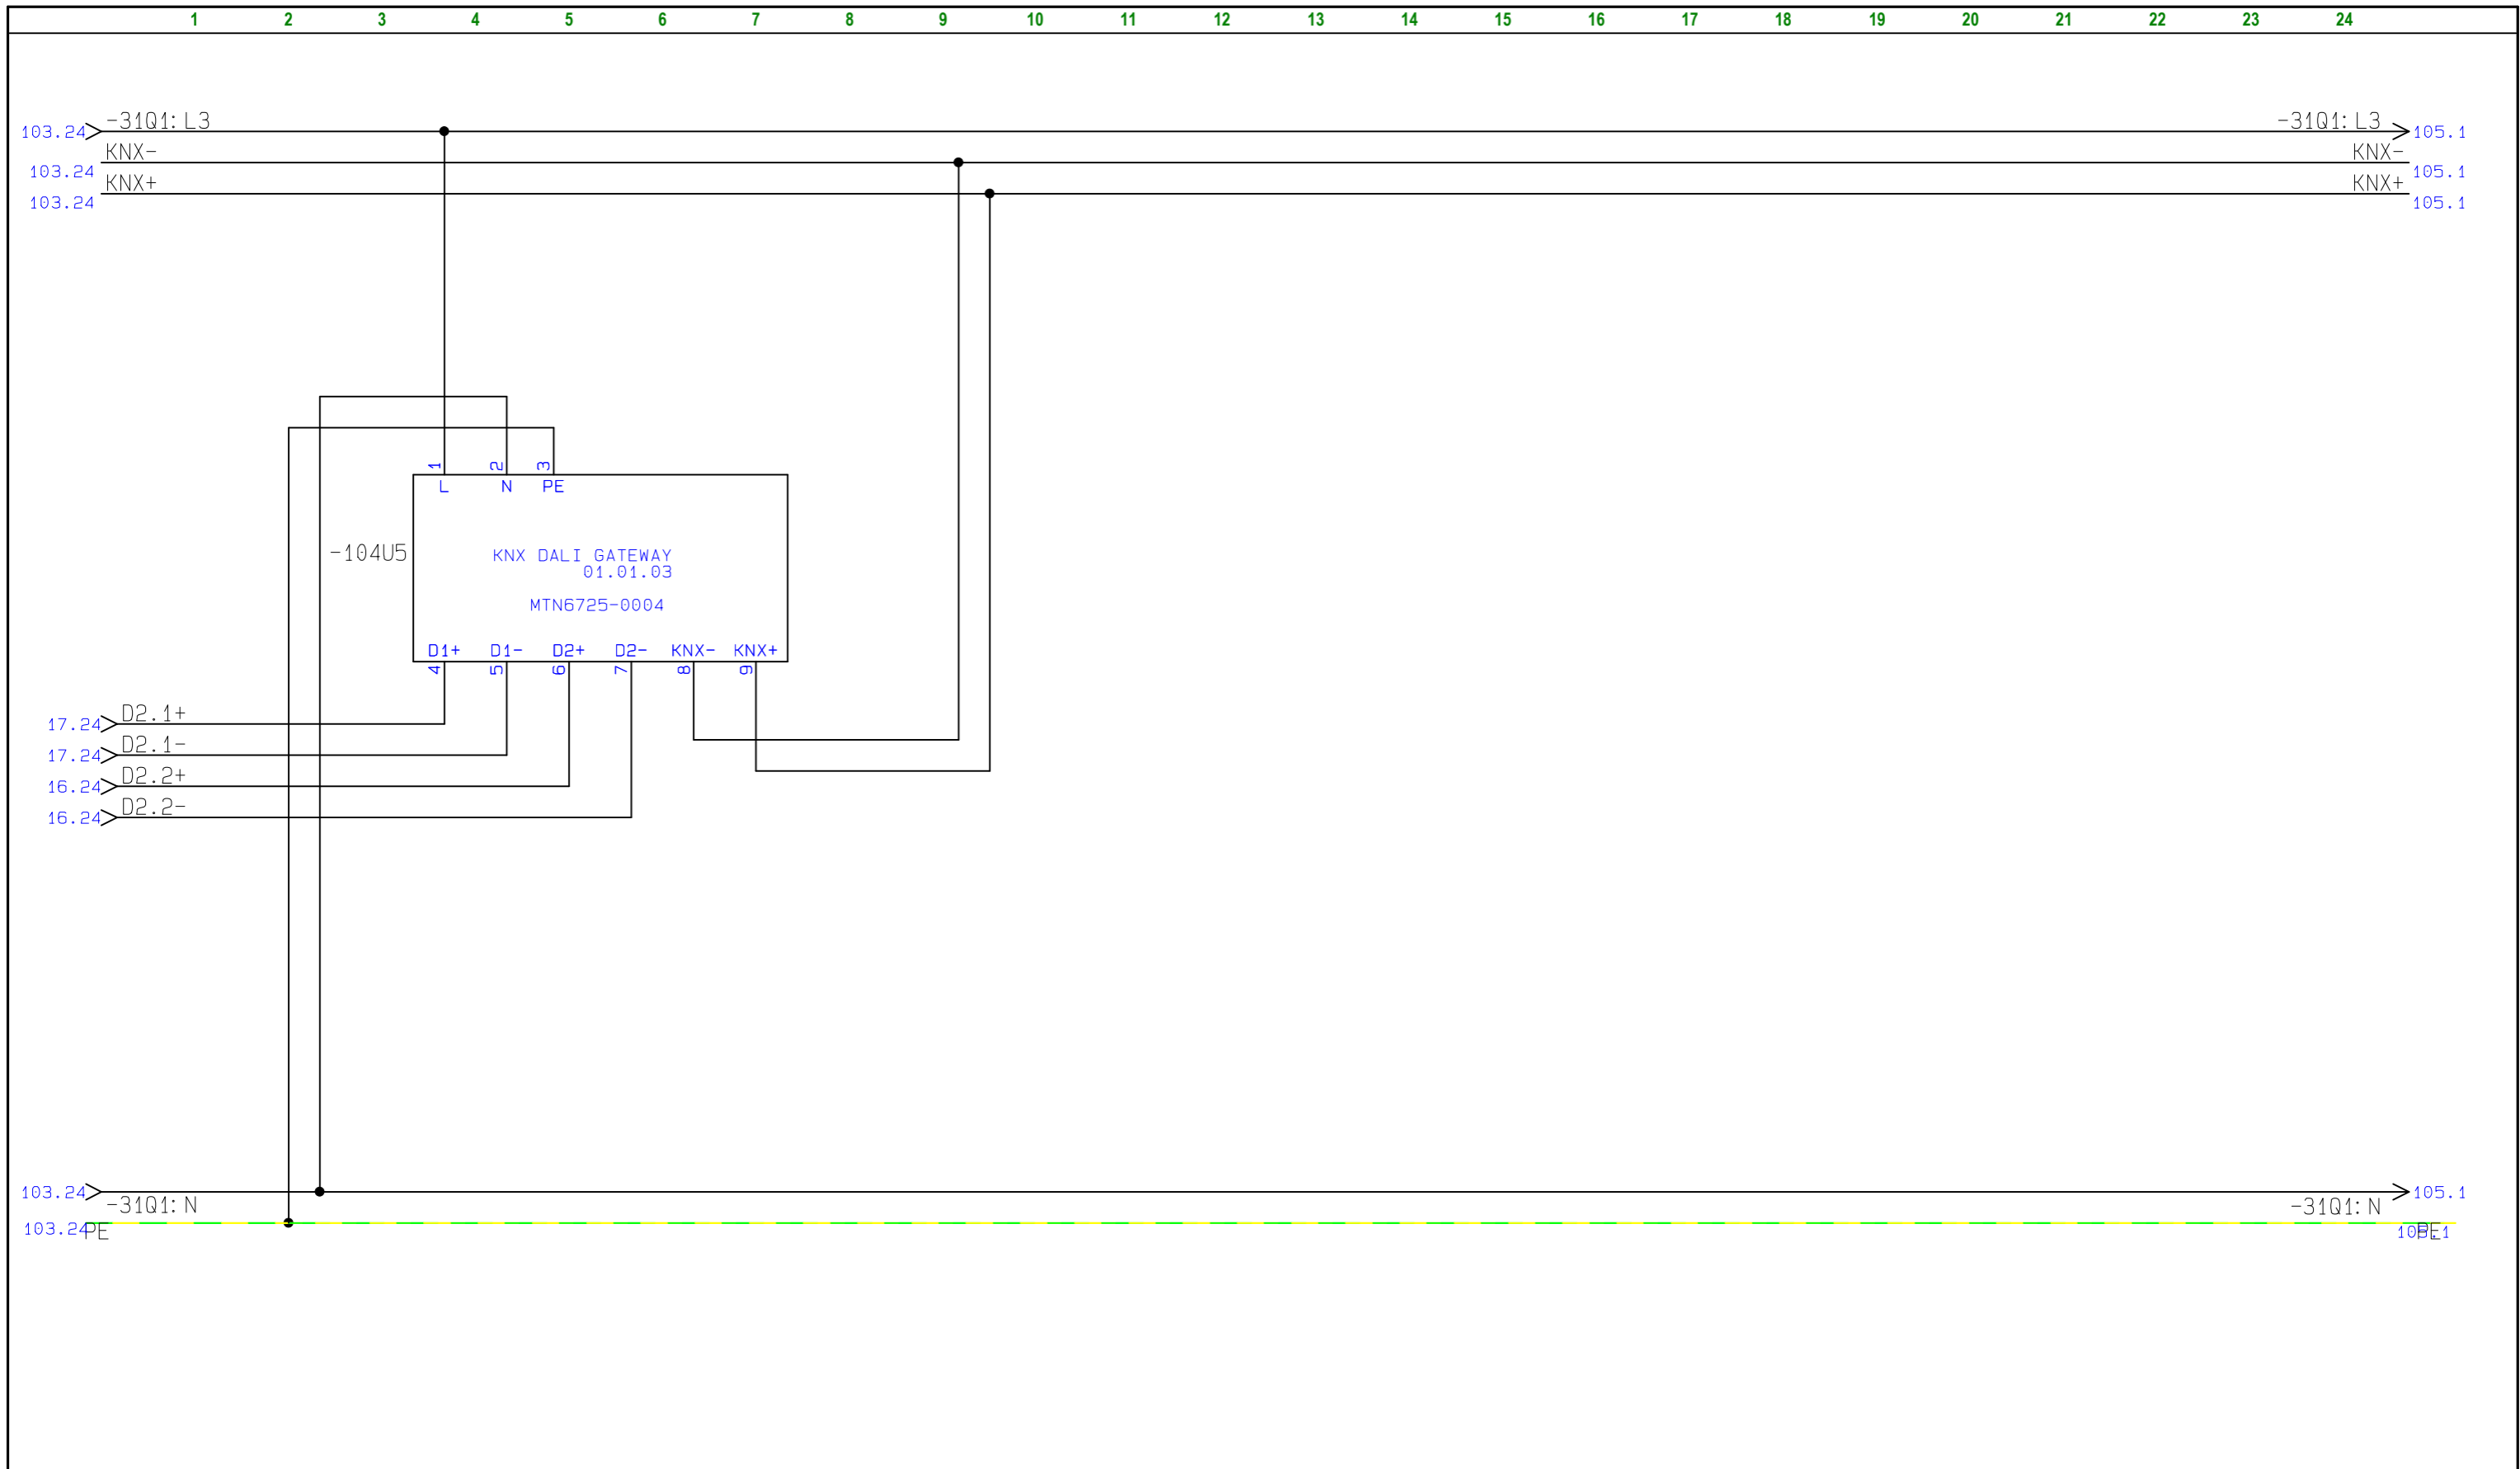 1 2 3 4 5 6 7 8 9 10 11 12 13 14 15 16 17 18 19 20 21 22 23 24
103.24 -31Q1:L3 -31Q1:L3 105.1
KNX- KNX-
103.24 105.1
KNX+ KNX+
103.24 105.1
1 2 3
L N PE
-104U5
KNX DALI GATEWAY
01.01.03
MTN6725-0004
D1+ D1- D2+ D2- KNX- KNX+
4 5 6 7 8 9
17.24 D2.1+
17.24 D2.1-
16.24 D2.2+
16.24 D2.2-
103.24 105.1
-31Q1:N -31Q1:N
103.24 PE 105.1 PE